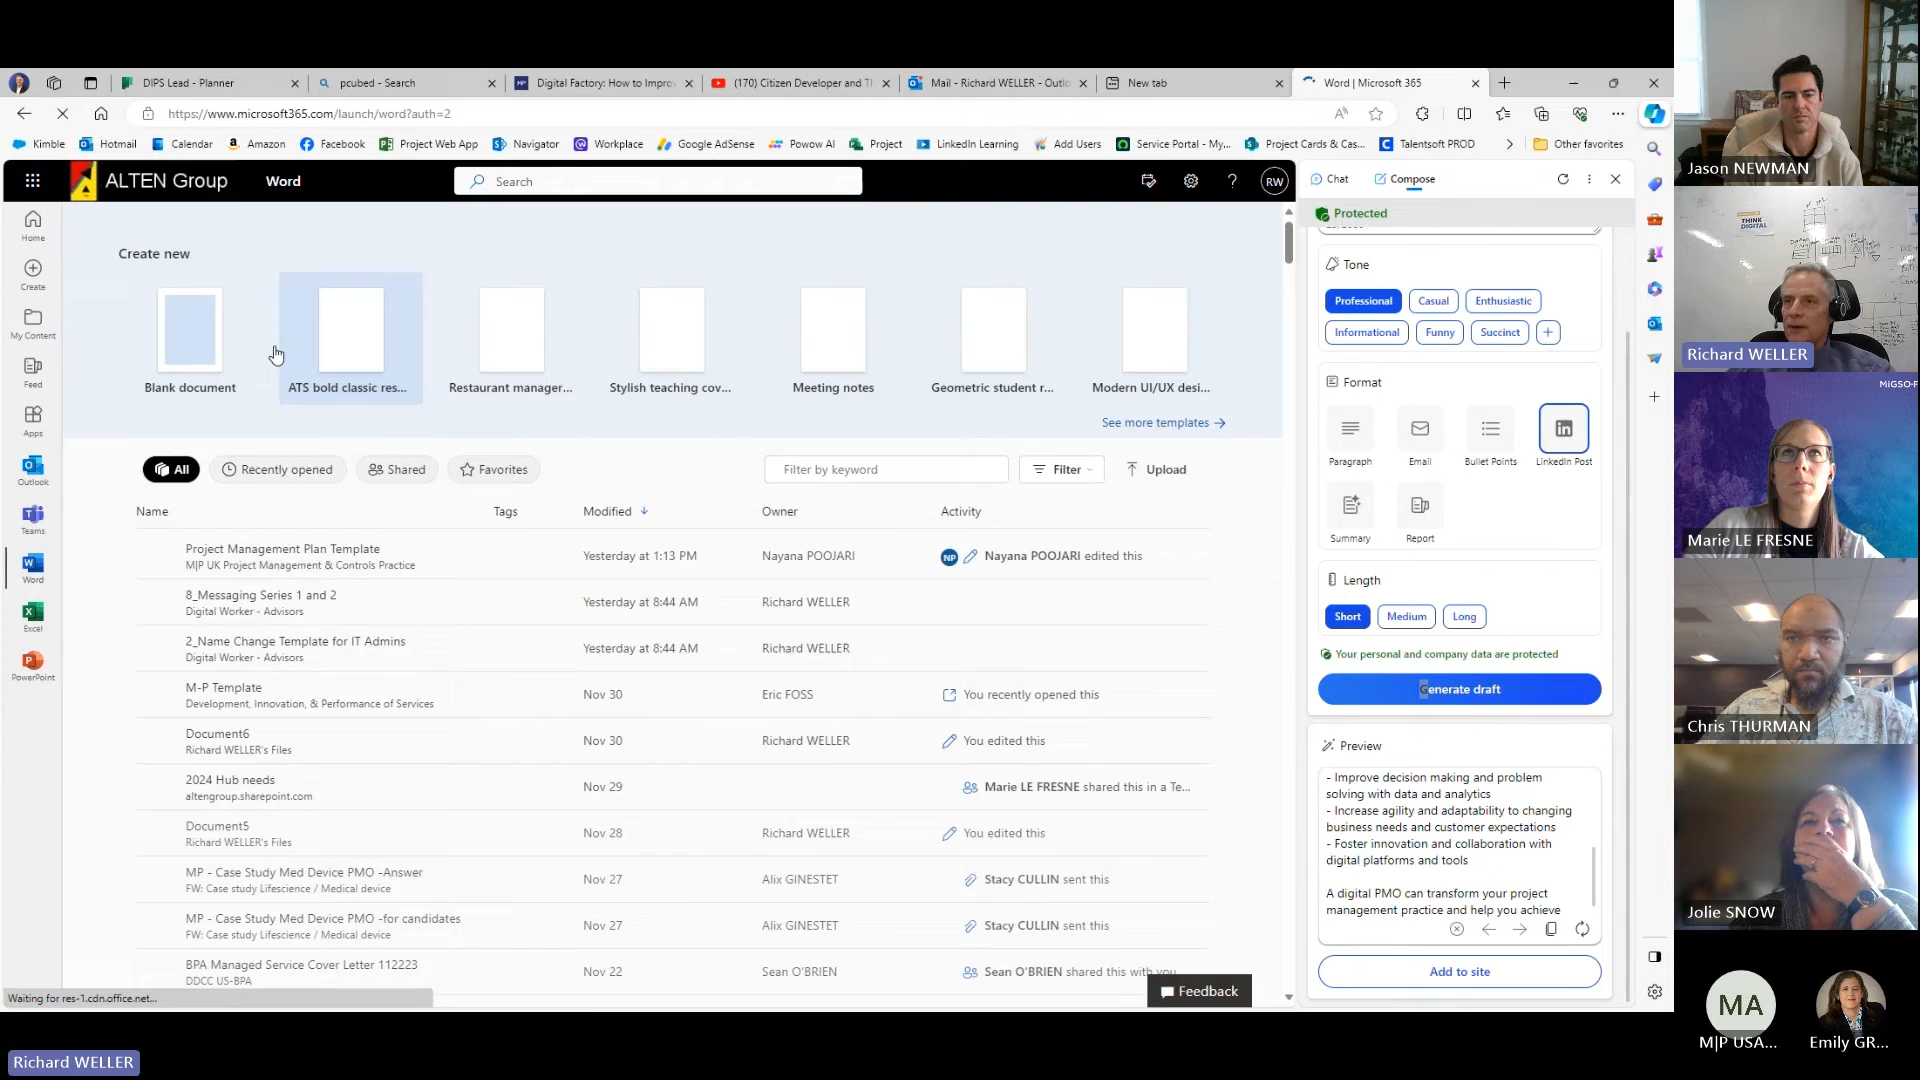 DIPS Lead - Planner
pcubed - Search
Digital Factory: How to Improv
(170) Citizen Developer and Th
Mail - Richard WELLER - Outlo
New tab
Word | Microsoft 365
https://www.microsoft365.com/launch/word?auth=2
Kimble
Hotmail
Calendar
Amazon
Facebook
Project Web App
Navigator
Workplace
Google AdSense
Powow AI
Project
LinkedIn Learning
Add Users
Service Portal - My...
Project Cards & Cas...
Talentsoft PROD
Other favorites
ALTEN Group
Word
Search
RW
Home
Create
My Content
Feed
Apps
Outlook
Teams
Word
Excel
PowerPoint
Create new
Blank document
ATS bold classic res...
Restaurant manager...
Stylish teaching cov...
Meeting notes
Geometric student r...
Modern UI/UX desi...
See more templates
All
Recently opened
Shared
Favorites
Filter by keyword
Filter
Upload
Name
Tags
Modified
Owner
Activity
Project Management Plan Template
M|P UK Project Management & Controls Practice
Yesterday at 1:13 PM
Nayana POOJARI
NP
Nayana POOJARI edited this
8_Messaging Series 1 and 2
Digital Worker - Advisors
Yesterday at 8:44 AM
Richard WELLER
2_Name Change Template for IT Admins
Digital Worker - Advisors
Yesterday at 8:44 AM
Richard WELLER
M-P Template
Development, Innovation, & Performance of Services
Nov 30
Eric FOSS
You recently opened this
Document6
Richard WELLER's Files
Nov 30
Richard WELLER
You edited this
2024 Hub needs
altengroup.sharepoint.com
Nov 29
Marie LE FRESNE shared this in a Te...
Document5
Richard WELLER's Files
Nov 28
Richard WELLER
You edited this
MP - Case Study Med Device PMO -Answer
FW: Case study Lifescience / Medical device
Nov 27
Alix GINESTET
Stacy CULLIN sent this
MP - Case Study Med Device PMO -for candidates
FW: Case study Lifescience / Medical device
Nov 27
Alix GINESTET
Stacy CULLIN sent this
BPA Managed Service Cover Letter 112223
DDCC US-BPA
Nov 22
Sean O'BRIEN
Sean O'BRIEN shared this with you
Feedback
Waiting for res-1.cdn.office.net...
Chat
Compose
Protected
Tone
Professional
Casual
Enthusiastic
Informational
Funny
Succinct
Format
Paragraph
Email
Bullet Points
LinkedIn Post
Summary
Report
Length
Short
Medium
Long
Your personal and company data are protected
Generate draft
Preview
- Improve decision making and problem
solving with data and analytics
- Increase agility and adaptability to changing
business needs and customer expectations
- Foster innovation and collaboration with
digital platforms and tools
A digital PMO can transform your project
management practice and help you achieve
Add to site
Jason NEWMAN
THINK
DIGITAL
Richard WELLER
MIGSO-P
Marie LE FRESNE
Chris THURMAN
Jolie SNOW
MA
M|P USA...
Emily GR...
Richard WELLER